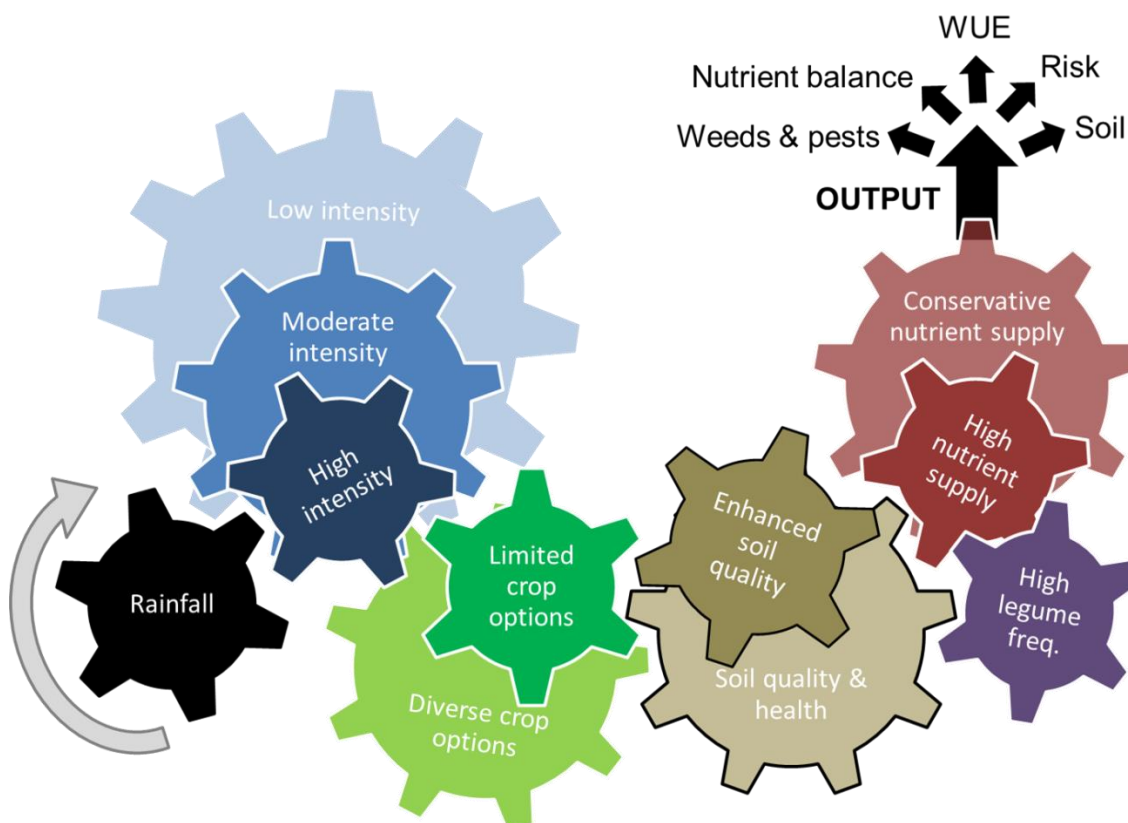 WUE
Nutrient balance
Risk
Weeds & pests
Soil
OUTPUT
Low intensity
Moderate
intensity
High
intensity
Rainfall
Limited
crop
options
Diverse crop
options
Enhanced
soil
quality
Soil quality &
health
Conservative
nutrient supply
High
nutrient
supply
High
legume
freq.